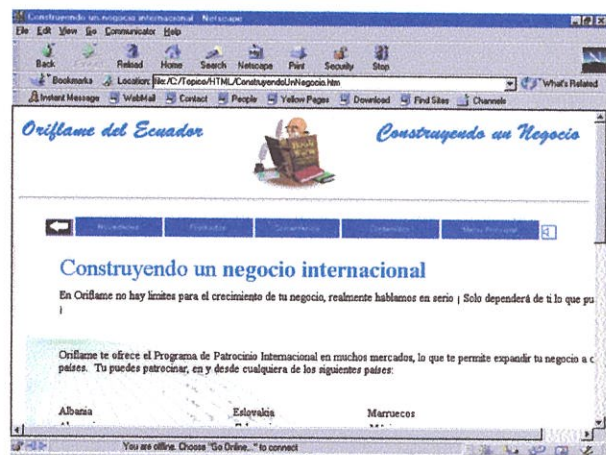 Construyendo un negocio internacional - Netscape
File Edit View Go Communicator Help
Back Reload Home Search Netscape Print Security Stop
Bookmarks Location: file:/C:/Topico/HTML/ConstruyendoUnNegocio.htm What's Related
Instant Message WebMail Contact People Yellow Pages Download Find Sites Channels
Oriflame del Ecuador
Construyendo un Negocio
Menú Principal
Construyendo un negocio internacional
En Oriflame no hay limites para el crecimiento de tu negocio, realmente hablamos en serio ¡ Solo dependerá de ti lo que pu
!
Oriflame te ofrece el Programa de Patrocinio Internacional en muchos mercados, lo que te permite expandir tu negocio a
países. Tu puedes patrocinar, en y desde cualquiera de los siguientes países:
Albania Eslovakia Marruecos
You are offline. Choose "Go Online..." to connect